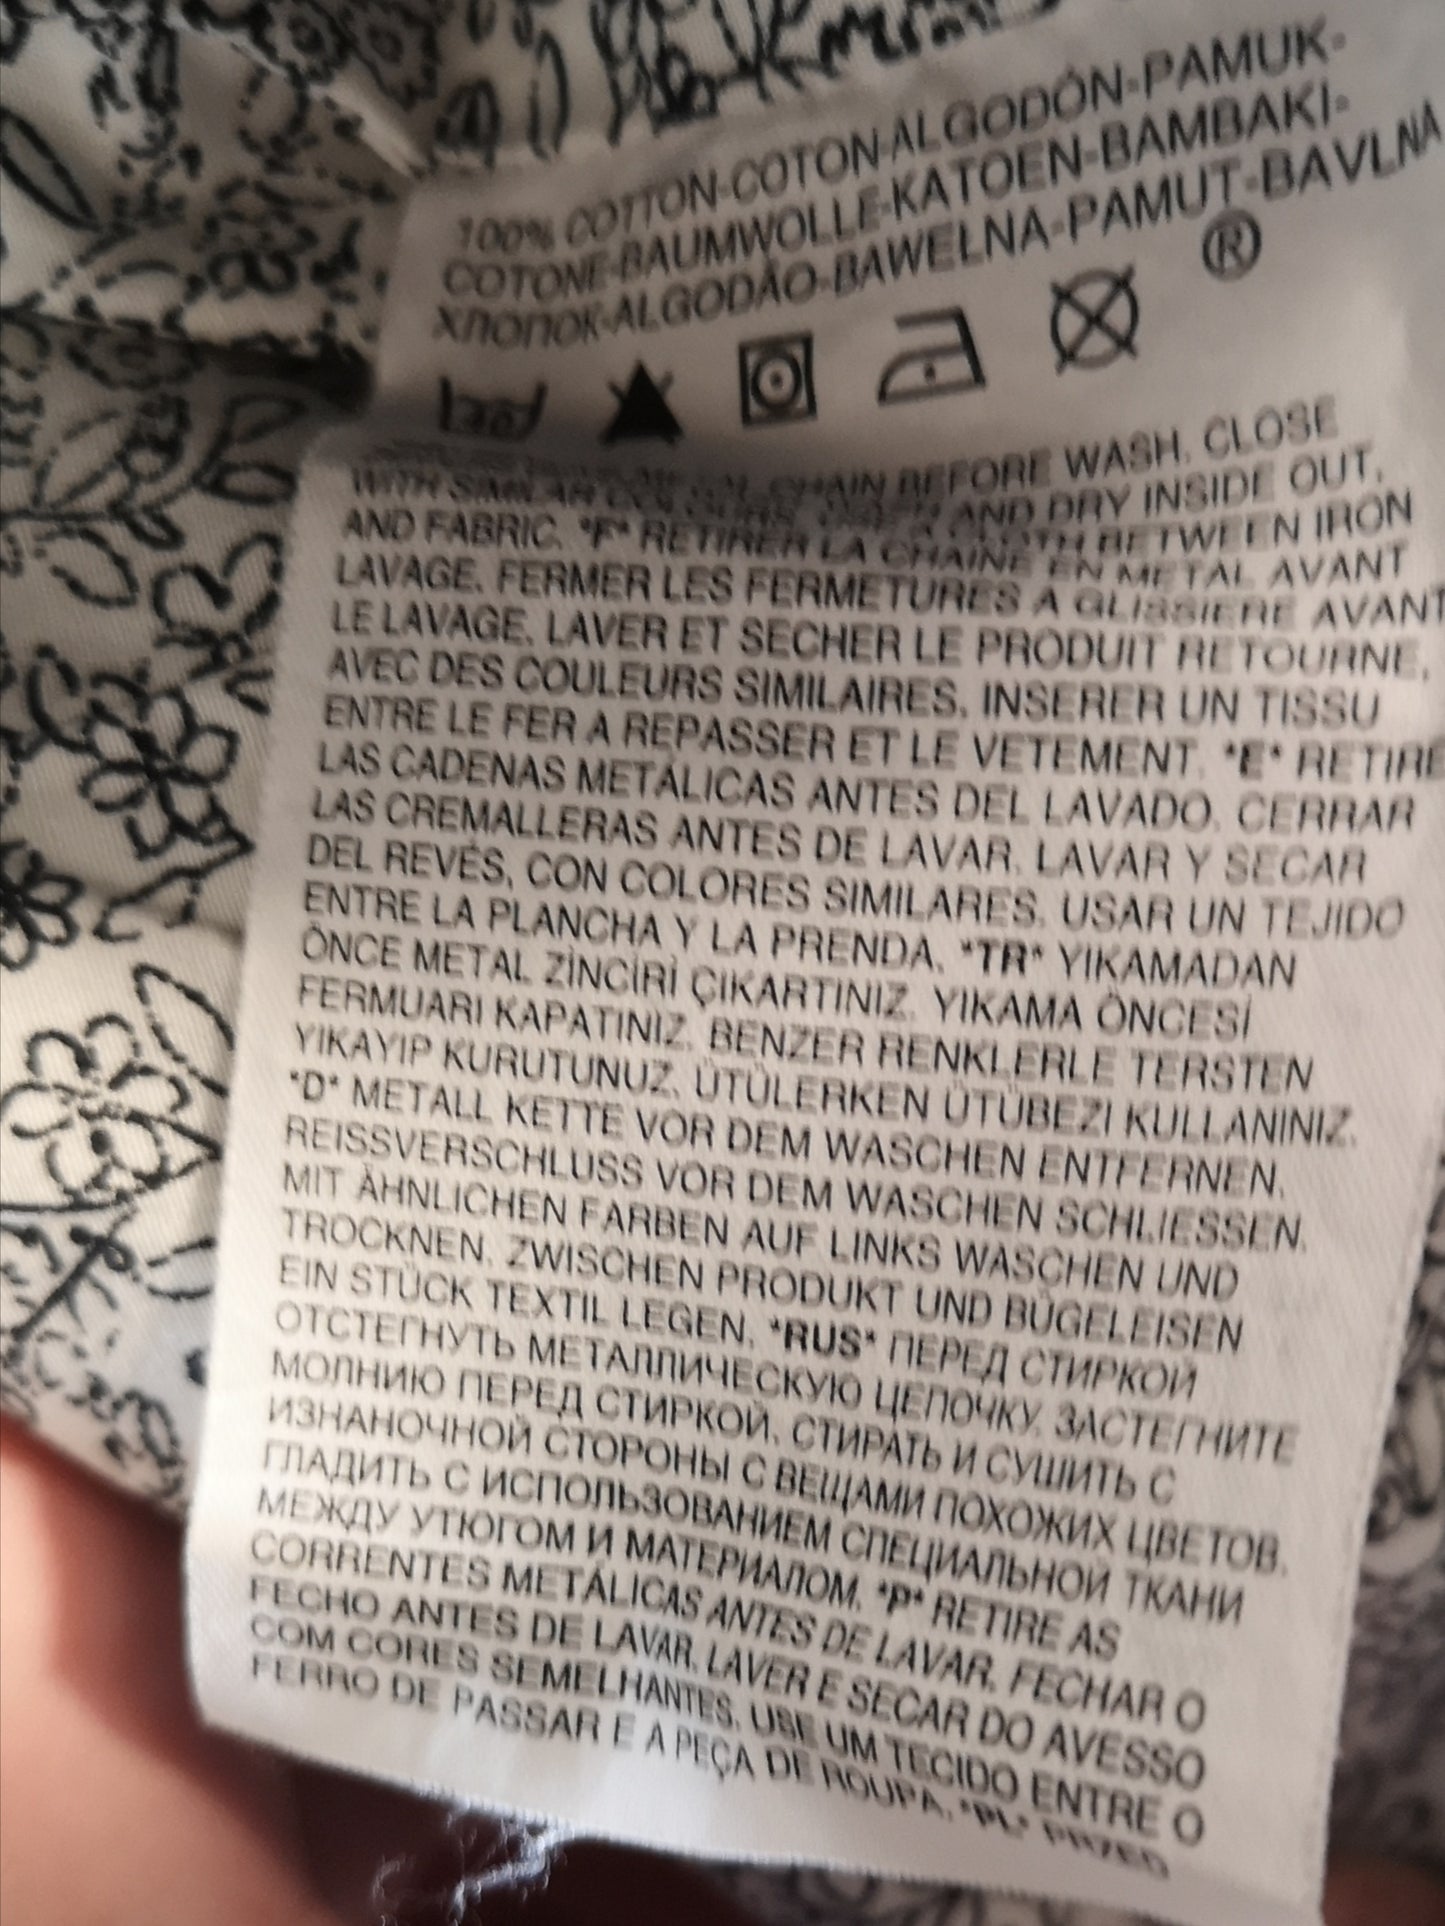 100% COTTON-COTON-ALGODÓN-PAMUK-
COTONE-BAUMWOLLE-KATOEN-BAMBAKI-
ХЛОПОК-ALGODÃO-BAWELNA-PAMUT-BAVLNA
®
CHAIN BEFORE WASH. CLOSE
WITH SIMILAR AND DRY INSIDE OUT,
AND FABRIC. *F* RETIRER LA CHAINE BETWEEN IRON
EN METAL AVANT
LAVAGE. FERMER LES FERMETURES A GLISSIERE AVANT
LE LAVAGE. LAVER ET SECHER LE PRODUIT RETOURNE,
AVEC DES COULEURS SIMILAIRES. INSERER UN TISSU
ENTRE LE FER A REPASSER ET LE VETEMENT. *E* RETIRE
LAS CADENAS METÁLICAS ANTES DEL LAVADO. CERRAR
LAS CREMALLERAS ANTES DE LAVAR. LAVAR Y SECAR
DEL REVÉS, CON COLORES SIMILARES. USAR UN TEJIDO
ENTRE LA PLANCHA Y LA PRENDA. *TR* YIKAMADAN
ÖNCE METAL ZİNCİRİ ÇIKARTINIZ. YIKAMA ÖNCESİ
FERMUARI KAPATINIZ. BENZER RENKLERLE TERSTEN
YIKAYIP KURUTUNUZ. ÜTÜLERKEN ÜTÜBEZI KULLANINIZ.
*D* METALL KETTE VOR DEM WASCHEN ENTFERNEN.
REISSVERSCHLUSS VOR DEM WASCHEN SCHLIESSEN.
MIT ÄHNLICHEN FARBEN AUF LINKS WASCHEN UND
TROCKNEN. ZWISCHEN PRODUKT UND BÜGELEISEN
EIN STÜCK TEXTIL LEGEN. *RUS* ПЕРЕД СТИРКОЙ
ОТСТЕГНУТЬ МЕТАЛЛИЧЕСКУЮ ЦЕПОЧКУ. ЗАСТЕГНИТЕ
МОЛНИЮ ПЕРЕД СТИРКОЙ. СТИРАТЬ И СУШИТЬ С
ИЗНАНОЧНОЙ СТОРОНЫ С ВЕЩАМИ ПОХОЖИХ ЦВЕТОВ.
ГЛАДИТЬ С ИСПОЛЬЗОВАНИЕМ СПЕЦИАЛЬНОЙ ТКАНИ
МЕЖДУ УТЮГОМ И МАТЕРИАЛОМ. *P* RETIRE AS
CORRENTES METÁLICAS ANTES DE LAVAR. FECHAR O
FECHO ANTES DE LAVAR. LAVER E SECAR DO AVESSO
COM CORES SEMELHANTES. USE UM TECIDO ENTRE O
FERRO DE PASSAR E A PEÇA DE ROUPA. *PL* PRZED